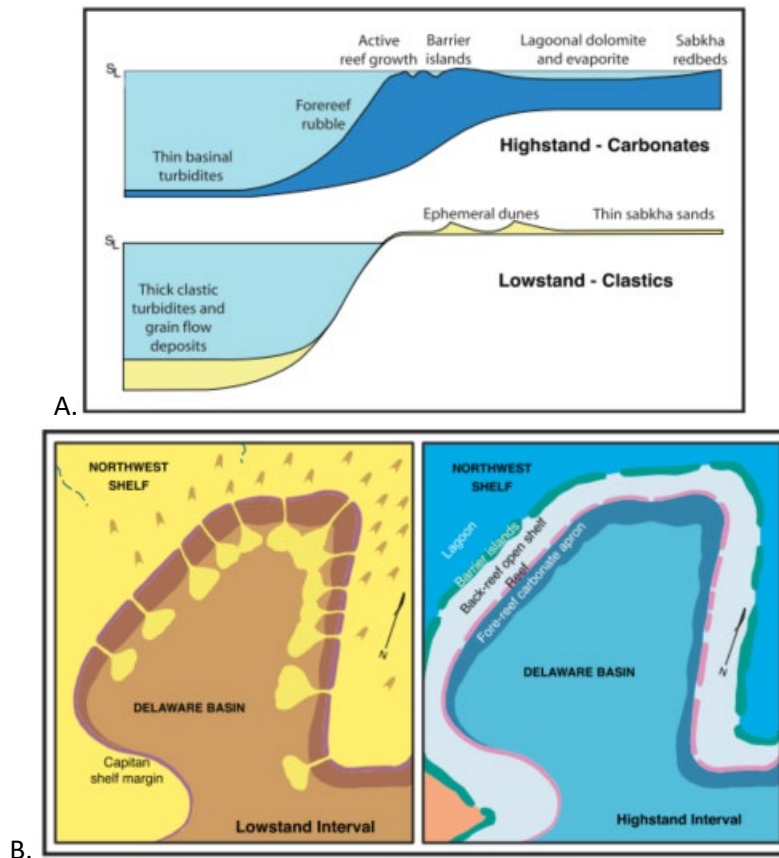 Active
reef growth
Barrier
islands
Lagoonal dolomite
and evaporite
Sabkha
redbeds
SL
Forereef
rubble
Thin basinal
turbidites
Highstand - Carbonates
Ephemeral dunes
Thin sabkha sands
SL
Lowstand - Clastics
Thick clastic
turbidites and
grain flow
deposits
A.
NORTHWEST
SHELF
N
DELAWARE BASIN
Capitan
shelf margin
Lowstand Interval
NORTHWEST
SHELF
Lagoon
Barrier islands
Back-reef open shelf
Reef
Fore-reef carbonate apron
N
DELAWARE BASIN
Highstand Interval
B.